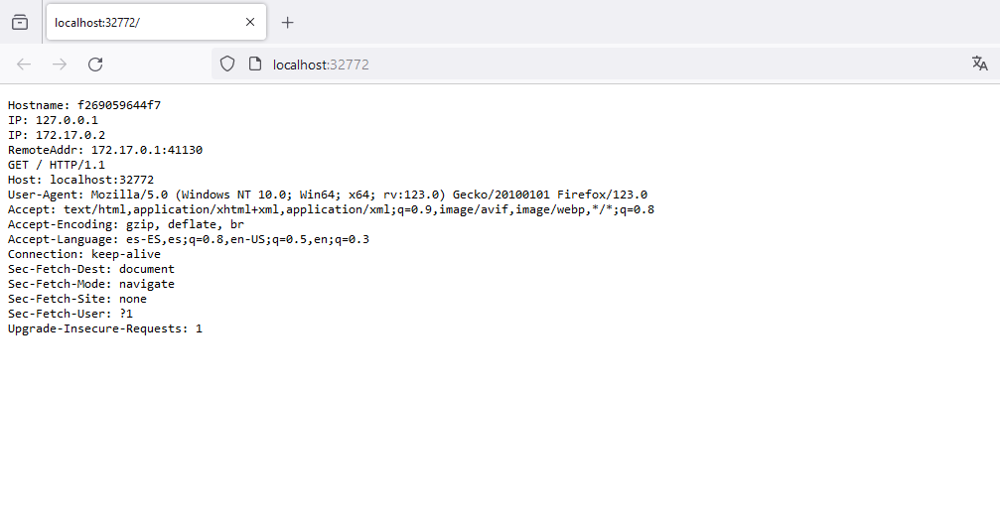 localhost:32772/
localhost:32772
Hostname: f269059644f7
IP: 127.0.0.1
IP: 172.17.0.2
RemoteAddr: 172.17.0.1:41130
GET / HTTP/1.1
Host: localhost:32772
User-Agent: Mozilla/5.0 (Windows NT 10.0; Win64; x64; rv:123.0) Gecko/20100101 Firefox/123.0
Accept: text/html,application/xhtml+xml,application/xml;q=0.9,image/avif,image/webp,*/*;q=0.8
Accept-Encoding: gzip, deflate, br
Accept-Language: es-ES,es;q=0.8,en-US;q=0.5,en;q=0.3
Connection: keep-alive
Sec-Fetch-Dest: document
Sec-Fetch-Mode: navigate
Sec-Fetch-Site: none
Sec-Fetch-User: ?1
Upgrade-Insecure-Requests: 1